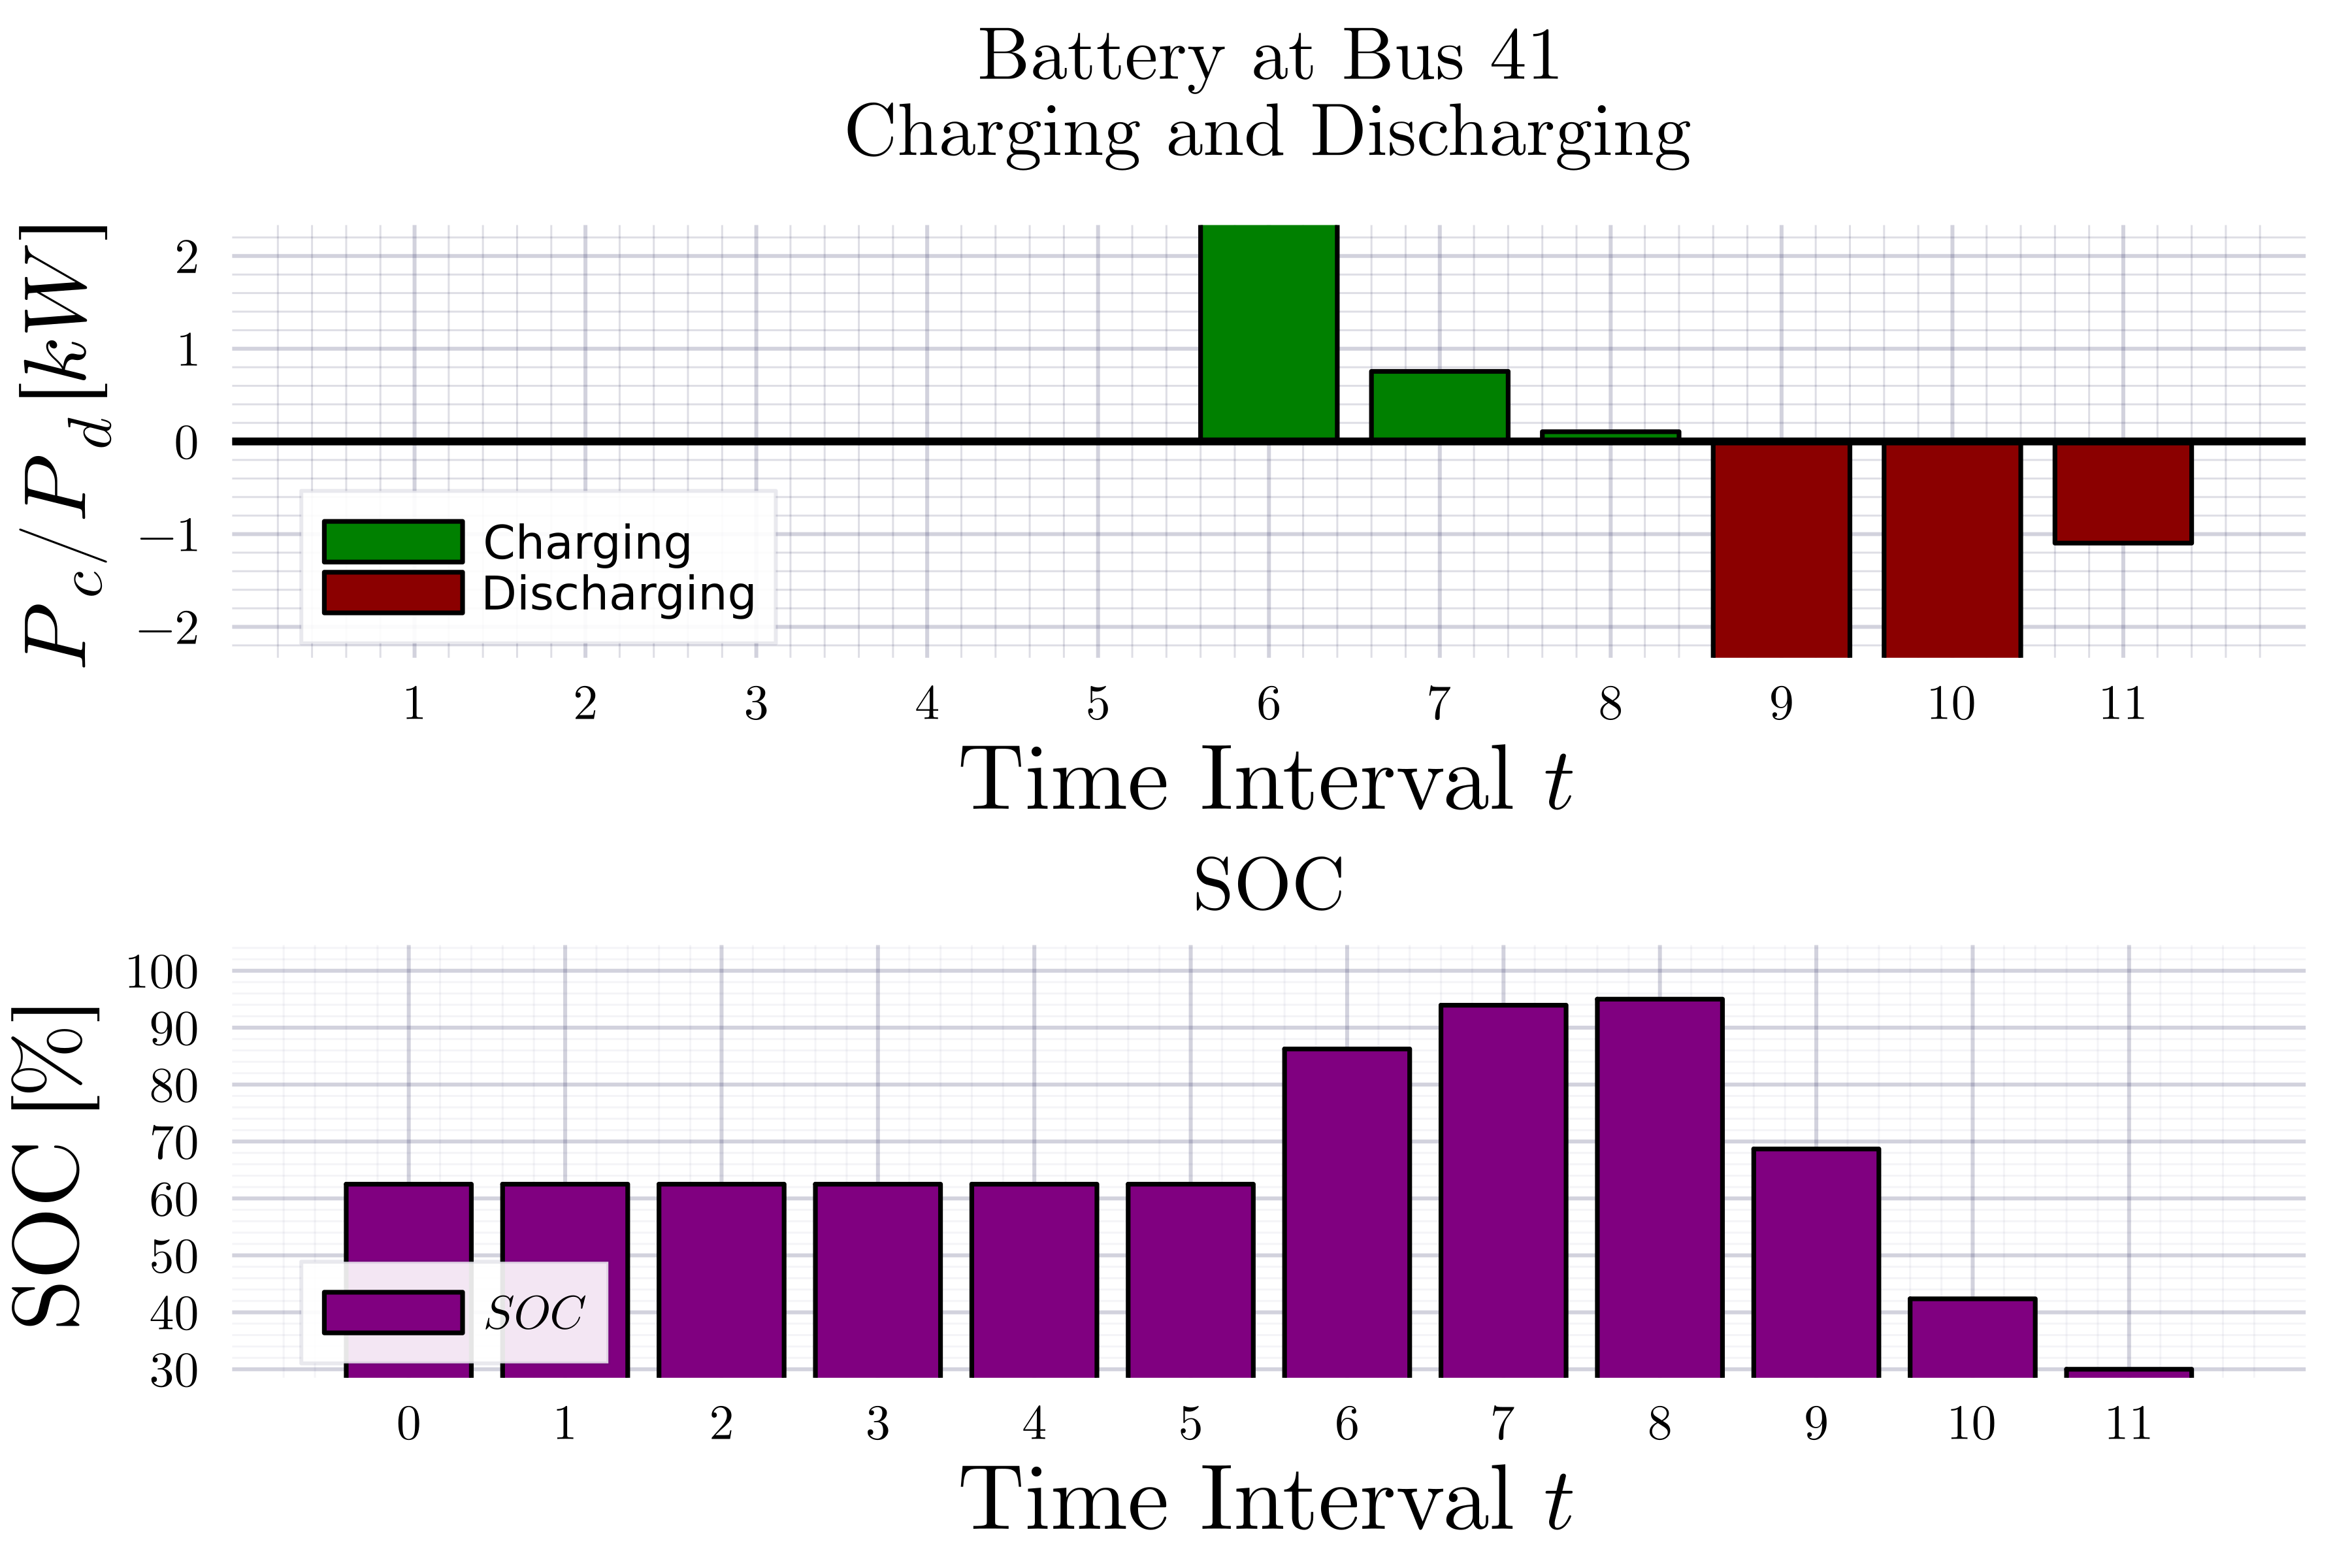 Battery at Bus 41
Charging and Discharging
P_c/P_d [kW]
2
1
0
−1
−2
Charging
Discharging
1 2 3 4 5 6 7 8 9 10 11
Time Interval t
SOC
SOC [%]
100
90
80
70
60
50
40
30
SOC
0 1 2 3 4 5 6 7 8 9 10 11
Time Interval t